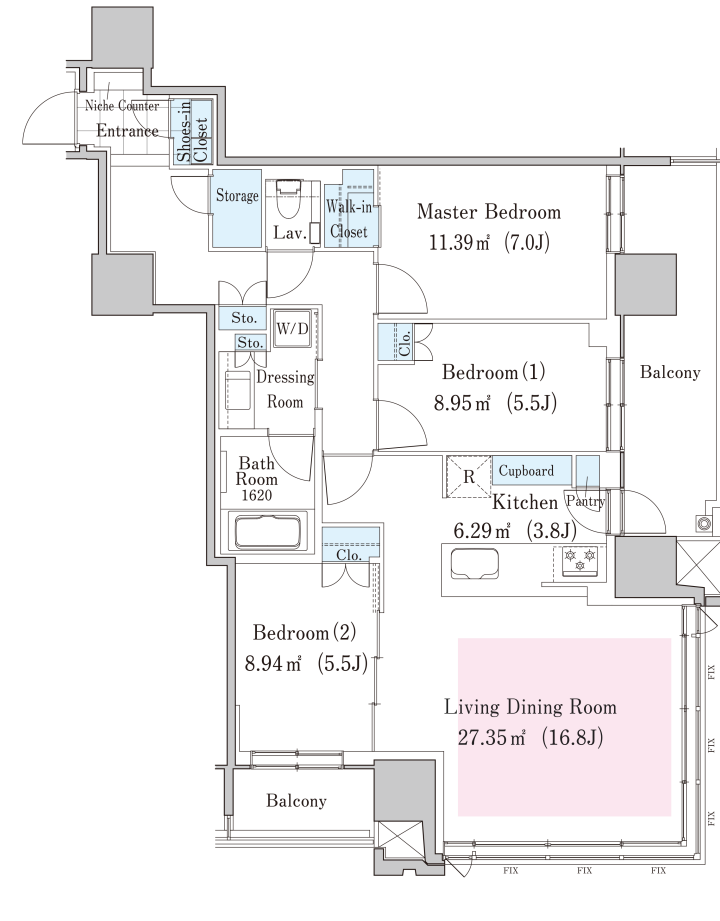 Niche Counter
Entrance
Shoes-in
Closet
Storage
Lav.
Walk-in
Closet
Master Bedroom
11.39㎡ (7.0J)
Sto.
Sto.
W/D
Clo.
Bedroom(1)
8.95㎡ (5.5J)
Balcony
Dressing
Room
Bath
Room
1620
R
Cupboard
Kitchen
Pantry
6.29㎡ (3.8J)
Clo.
Bedroom(2)
8.94㎡ (5.5J)
Living Dining Room
27.35㎡ (16.8J)
FIX
FIX
FIX
Balcony
FIX
FIX
FIX